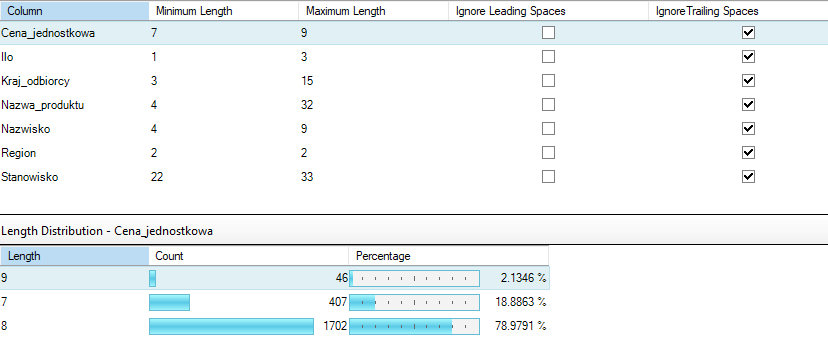 Column Minimum Length Maximum Length Ignore Leading Spaces IgnoreTrailing Spaces
Cena_jednostkowa 7 9
Ilo 1 3
Kraj_odbiorcy 3 15
Nazwa_produktu 4 32
Nazwisko 4 9
Region 2 2
Stanowisko 22 33
Length Distribution - Cena_jednostkowa
Length Count Percentage
9 46 2.1346 %
7 407 18.8863 %
8 1702 78.9791 %